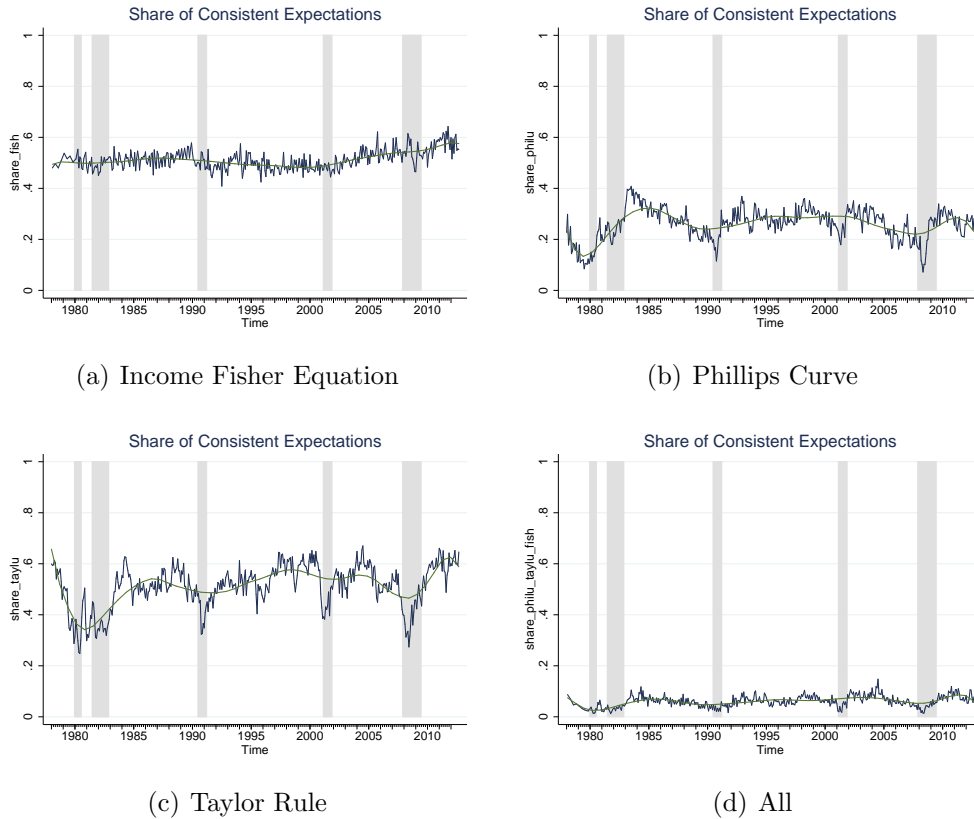 Share of Consistent Expectations
share_fish
0 .2 .4 .6 .8 1
1980 1985 1990 1995 2000 2005 2010
Time
(a) Income Fisher Equation
Share of Consistent Expectations
share_philu
0 .2 .4 .6 .8 1
1980 1985 1990 1995 2000 2005 2010
Time
(b) Phillips Curve
Share of Consistent Expectations
share_taylu
0 .2 .4 .6 .8 1
1980 1985 1990 1995 2000 2005 2010
Time
(c) Taylor Rule
Share of Consistent Expectations
share_philu_taylu_fish
0 .2 .4 .6 .8 1
1980 1985 1990 1995 2000 2005 2010
Time
(d) All